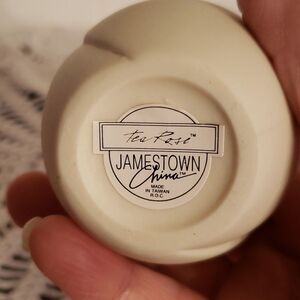 Tea Rose™
JAMESTOWN
China™
MADE
IN TAIWAN
R.O.C.